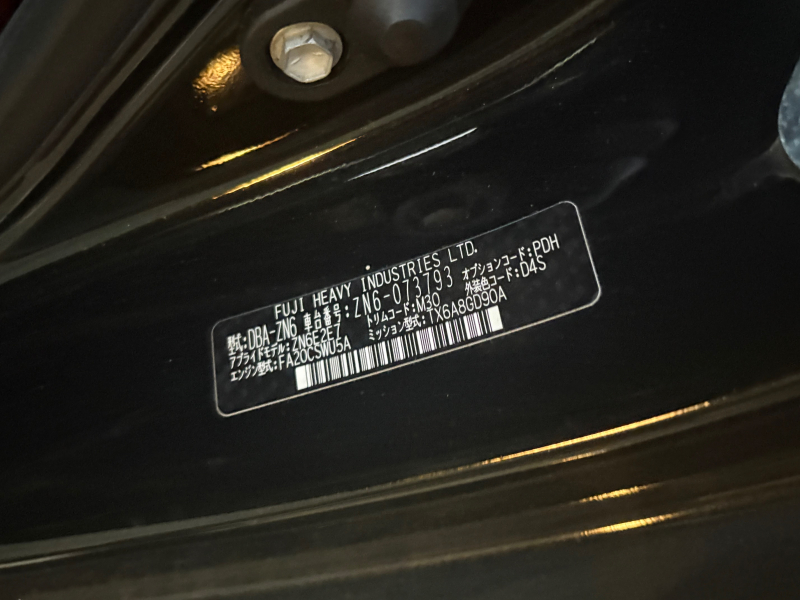 FUJI HEAVY INDUSTRIES LTD.
型式:DBA-ZN6 車台番号:ZN6-073793 オプションコード:PDH
アプライドモデル:ZN6E2E7 トリムコード:M30 外装色コード:D4S
エンジン型式:FA20CSWU5A ミッション型式:TX6A8GD90A